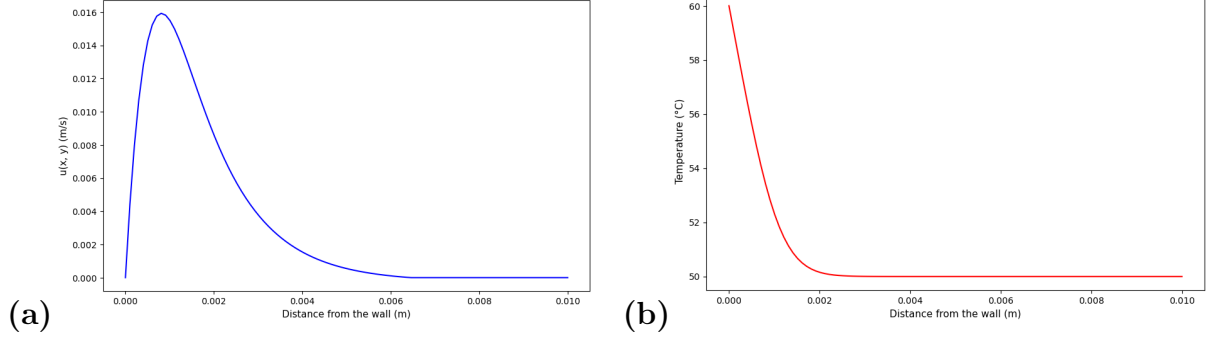 0.016
0.014
0.012
0.010
0.008
0.006
0.004
0.002
0.000
u(x, y) (m/s)
0.000 0.002 0.004 0.006 0.008 0.010
Distance from the wall (m)
(a)
60
58
56
54
52
50
Temperature (°C)
0.000 0.002 0.004 0.006 0.008 0.010
Distance from the wall (m)
(b)